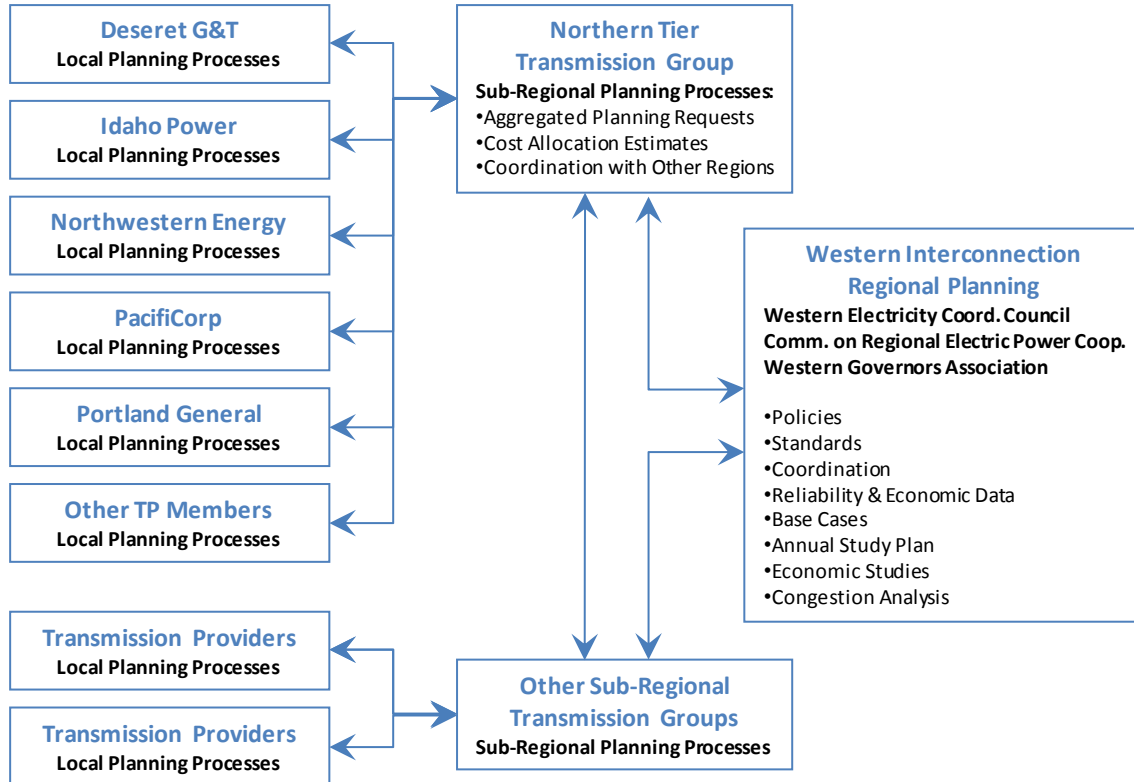 Deseret G&T
Local Planning Processes
Idaho Power
Local Planning Processes
Northwestern Energy
Local Planning Processes
PacifiCorp
Local Planning Processes
Portland General
Local Planning Processes
Other TP Members
Local Planning Processes
Transmission Providers
Local Planning Processes
Transmission Providers
Local Planning Processes
Northern Tier
Transmission Group
Sub-Regional Planning Processes:
•Aggregated Planning Requests
•Cost Allocation Estimates
•Coordination with Other Regions
Western Interconnection
Regional Planning
Western Electricity Coord. Council
Comm. on Regional Electric Power Coop.
Western Governors Association
•Policies
•Standards
•Coordination
•Reliability & Economic Data
•Base Cases
•Annual Study Plan
•Economic Studies
•Congestion Analysis
Other Sub-Regional
Transmission Groups
Sub-Regional Planning Processes